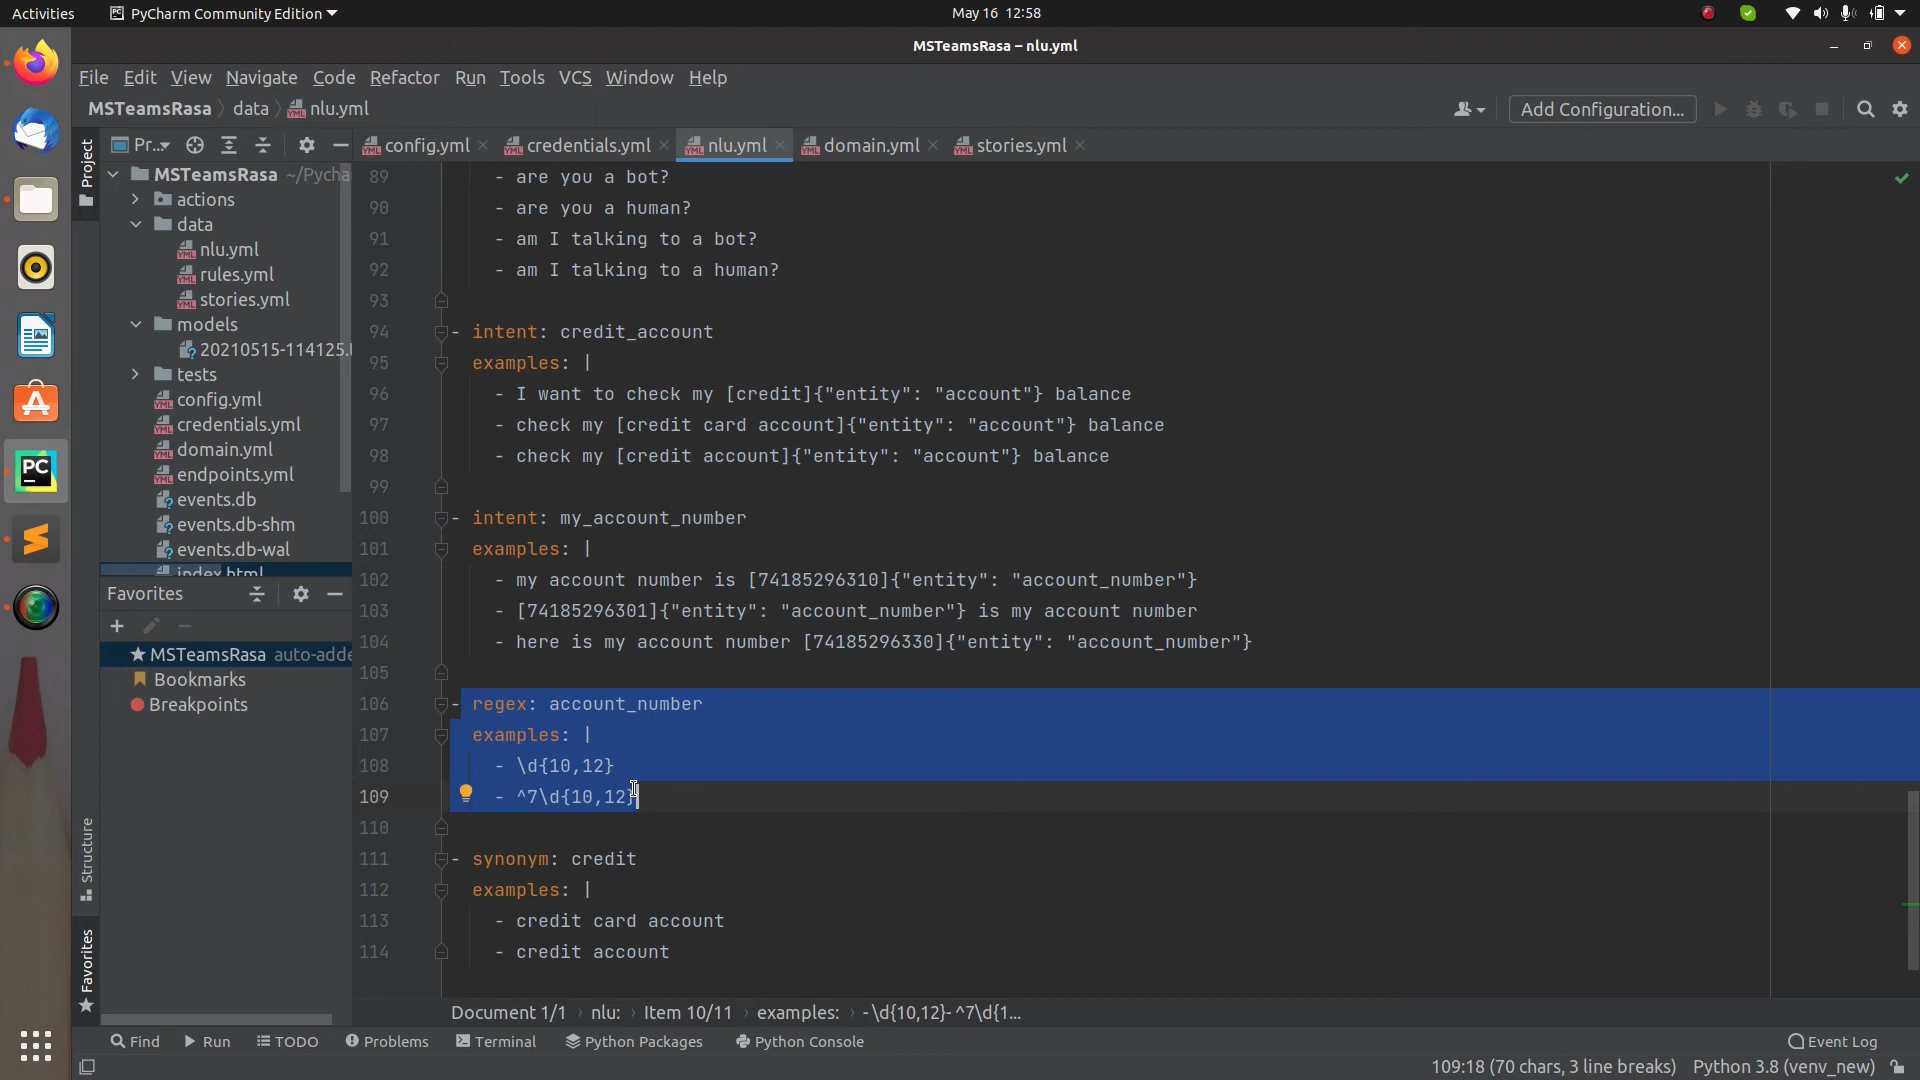 Activities PyCharm Community Edition May 16 12:58
MSTeamsRasa – nlu.yml
File Edit View Navigate Code Refactor Run Tools VCS Window Help
MSTeamsRasa data nlu.yml Add Configuration...
Project Pr... config.yml credentials.yml nlu.yml domain.yml stories.yml
MSTeamsRasa ~/Pycha
actions
data
nlu.yml
rules.yml
stories.yml
models
20210515-114125.
tests
config.yml
credentials.yml
domain.yml
endpoints.yml
events.db
events.db-shm
events.db-wal
index.html
Favorites
MSTeamsRasa auto-adde
Bookmarks
Breakpoints
Structure
Favorites
89 - are you a bot?
90 - are you a human?
91 - am I talking to a bot?
92 - am I talking to a human?
93
94 - intent: credit_account
95 examples: |
96 - I want to check my [credit]{"entity": "account"} balance
97 - check my [credit card account]{"entity": "account"} balance
98 - check my [credit account]{"entity": "account"} balance
99
100 - intent: my_account_number
101 examples: |
102 - my account number is [74185296310]{"entity": "account_number"}
103 - [74185296301]{"entity": "account_number"} is my account number
104 - here is my account number [74185296330]{"entity": "account_number"}
105
106 - regex: account_number
107 examples: |
108 - \d{10,12}
109 - ^7\d{10,12}
110
111 - synonym: credit
112 examples: |
113 - credit card account
114 - credit account
Document 1/1 › nlu: › Item 10/11 › examples: › - \d{10,12}- ^7\d{1...
Find Run TODO Problems Terminal Python Packages Python Console Event Log
109:18 (70 chars, 3 line breaks) Python 3.8 (venv_new)